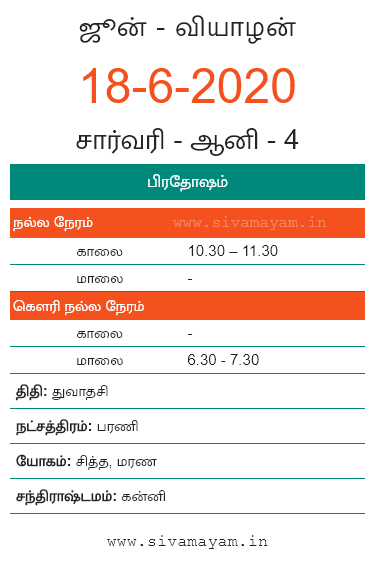 ஜூன் - வியாழன்
18-6-2020
சார்வரி - ஆனி - 4
பிரதோஷம்
நல்ல நேரம் www.sivamayam.in
காலை 10.30 – 11.30
மாலை -
கௌரி நல்ல நேரம்
காலை -
மாலை 6.30 - 7.30
திதி: துவாதசி
நட்சத்திரம்: பரணி
யோகம்: சித்த, மரண
சந்திராஷ்டமம்: கன்னி
www.sivamayam.in